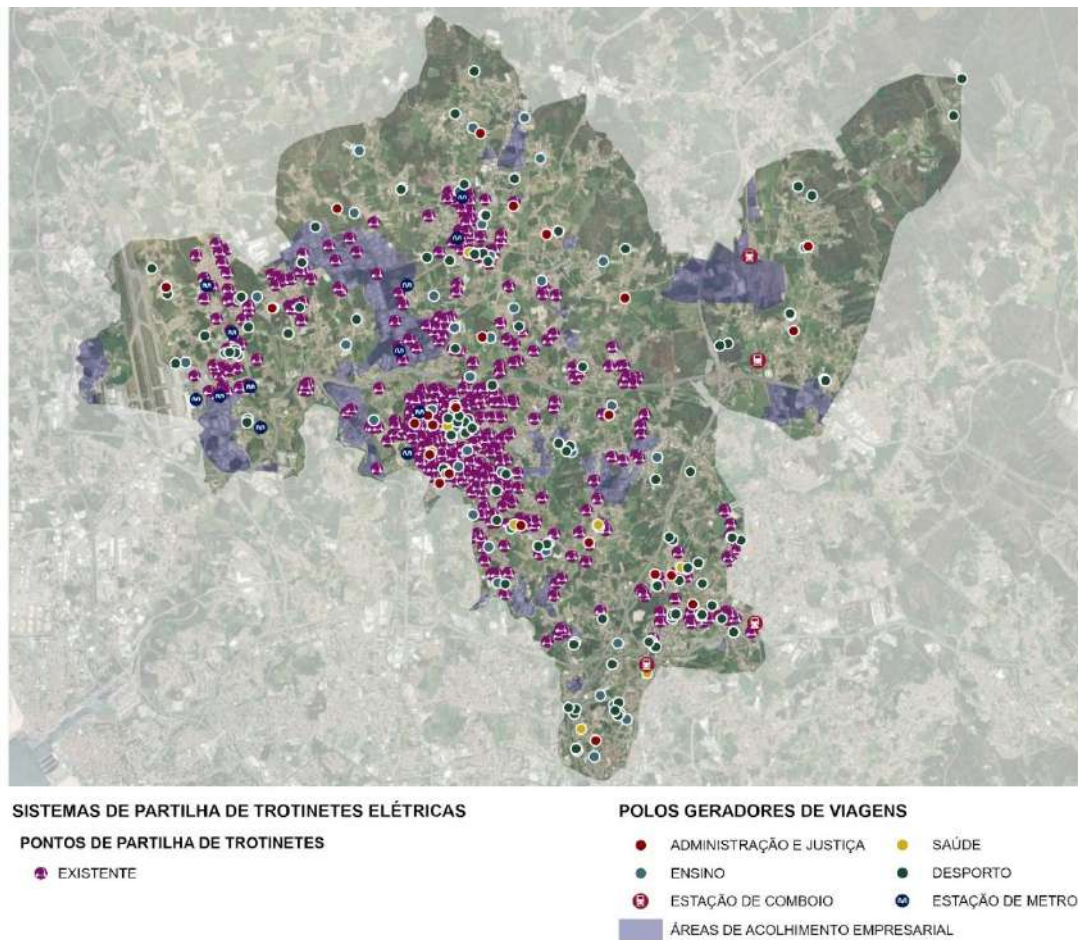 SISTEMAS DE PARTILHA DE TROTINETES ELÉTRICAS
PONTOS DE PARTILHA DE TROTINETES
EXISTENTE
POLOS GERADORES DE VIAGENS
ADMINISTRAÇÃO E JUSTIÇA
SAÚDE
ENSINO
DESPORTO
ESTAÇÃO DE COMBOIO
ESTAÇÃO DE METRO
ÁREAS DE ACOLHIMENTO EMPRESARIAL